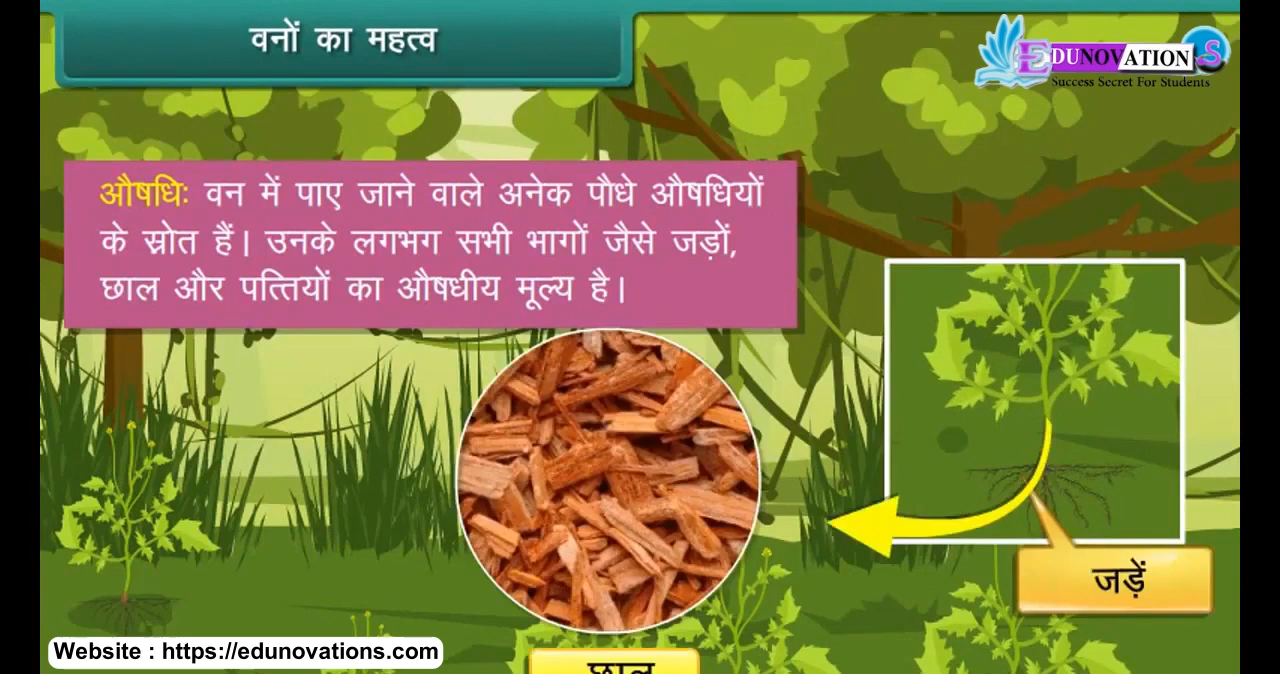 वनों का महत्व
EDUNOVATION S
Success Secret For Students
औषधिः वन में पाए जाने वाले अनेक पौधे औषधियों
के स्रोत हैं। उनके लगभग सभी भागों जैसे जड़ों,
छाल और पत्तियों का औषधीय मूल्य है।
जड़ें
छाल
Website : https://edunovations.com